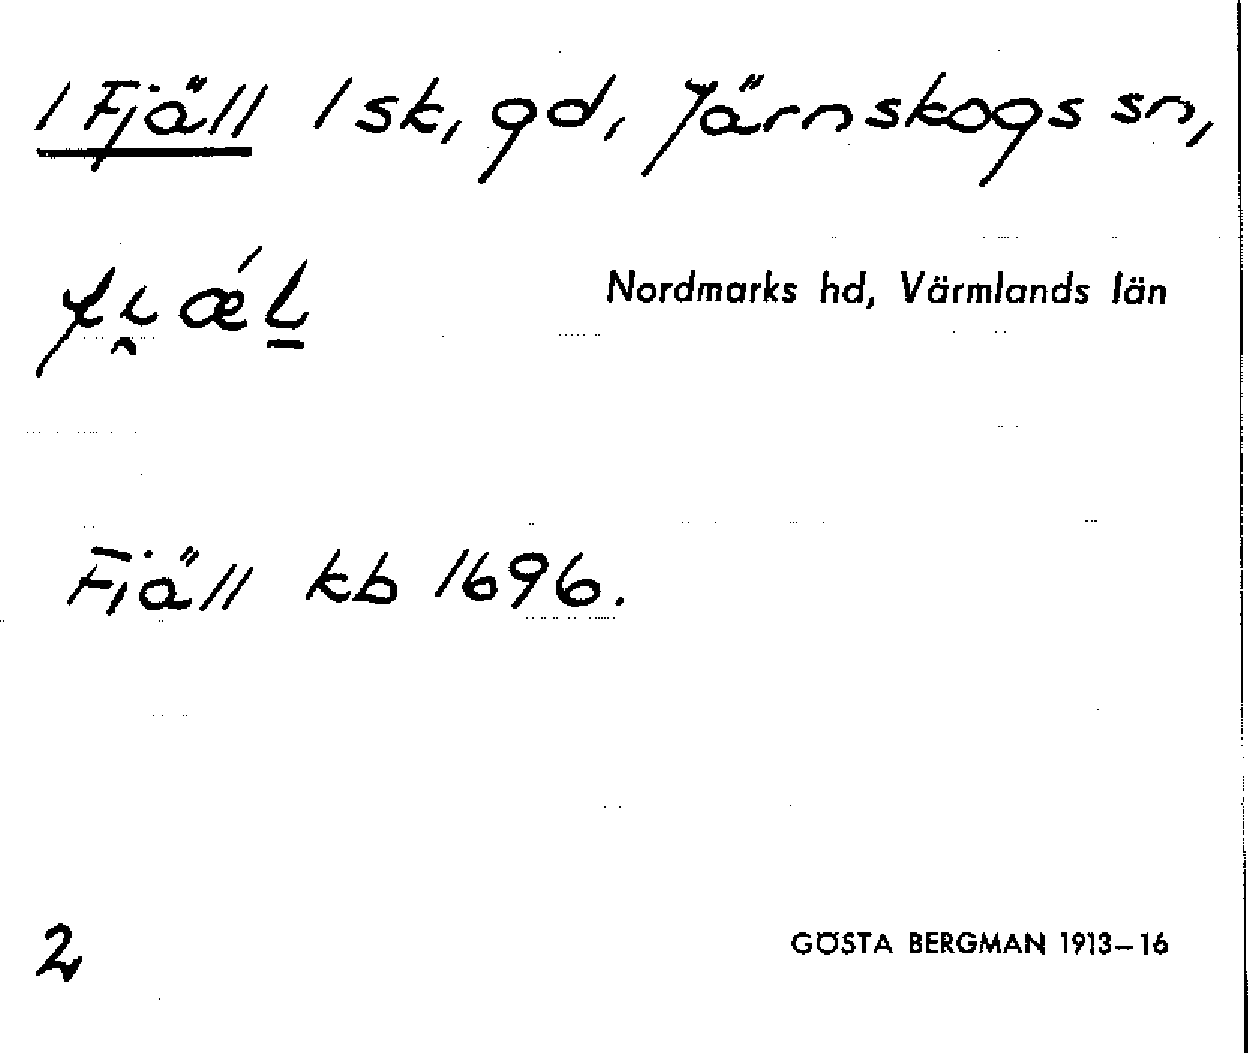 1 Fjäll 1 sk, gd, Järnskogs sn,
Nordmarks hd, Värmlands län
Fjäll kb 1696.
2
GÖSTA BERGMAN 1913–16